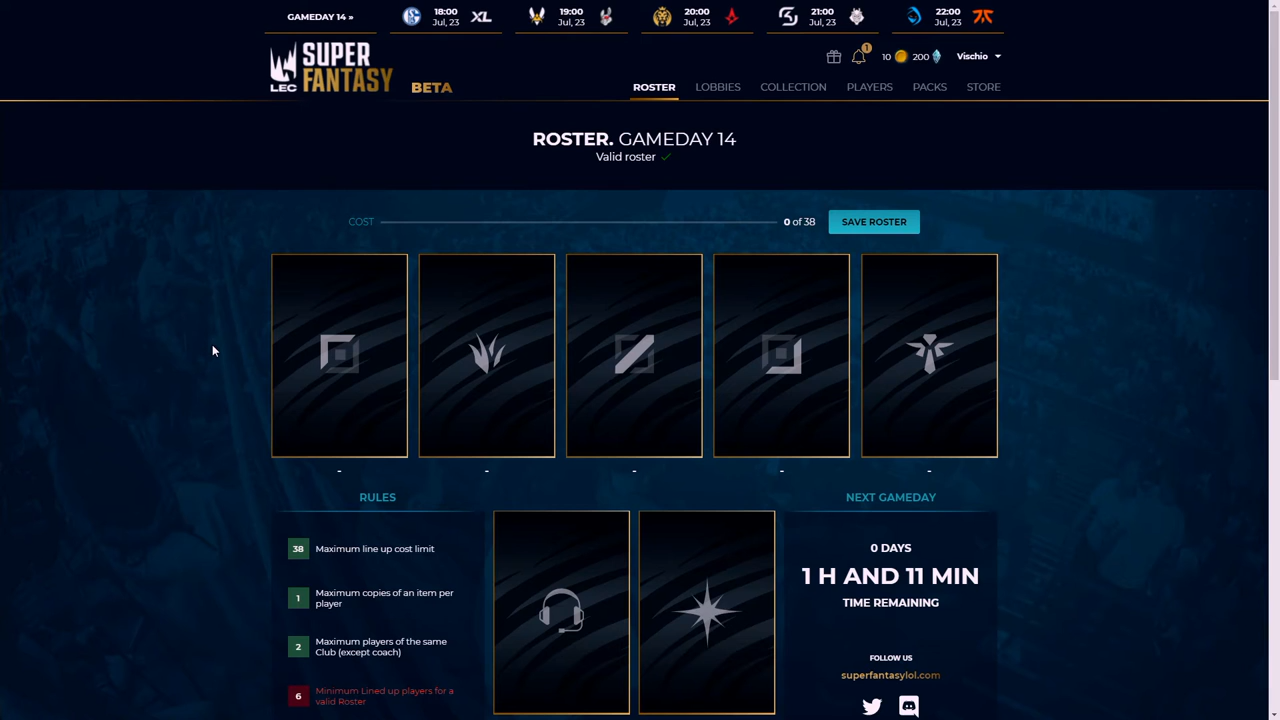 GAMEDAY 14 »
18:00
Jul, 23
XL
19:00
Jul, 23
20:00
Jul, 23
21:00
Jul, 23
22:00
Jul, 23
LEC
SUPER
FANTASY
BETA
1
10
200
Vischio
ROSTER
LOBBIES
COLLECTION
PLAYERS
PACKS
STORE
ROSTER. GAMEDAY 14
Valid roster
COST
0 of 38
SAVE ROSTER
-
-
-
-
-
RULES
38 Maximum line up cost limit
1 Maximum copies of an item per
player
2 Maximum players of the same
Club (except coach)
6 Minimum Lined up players for a
valid Roster
NEXT GAMEDAY
0 DAYS
1 H AND 11 MIN
TIME REMAINING
FOLLOW US
superfantasylol.com